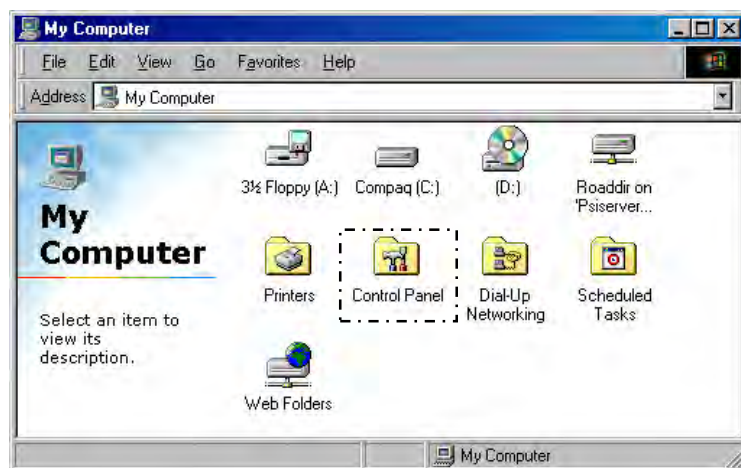 My Computer
File Edit View Go Favorites Help
Address My Computer
My
Computer
Select an item to
view its
description.
3½ Floppy (A:) Compaq (C:) (D:) Roaddir on
'Psiserver...
Printers Control Panel Dial-Up
Networking Scheduled
Tasks
Web Folders
My Computer